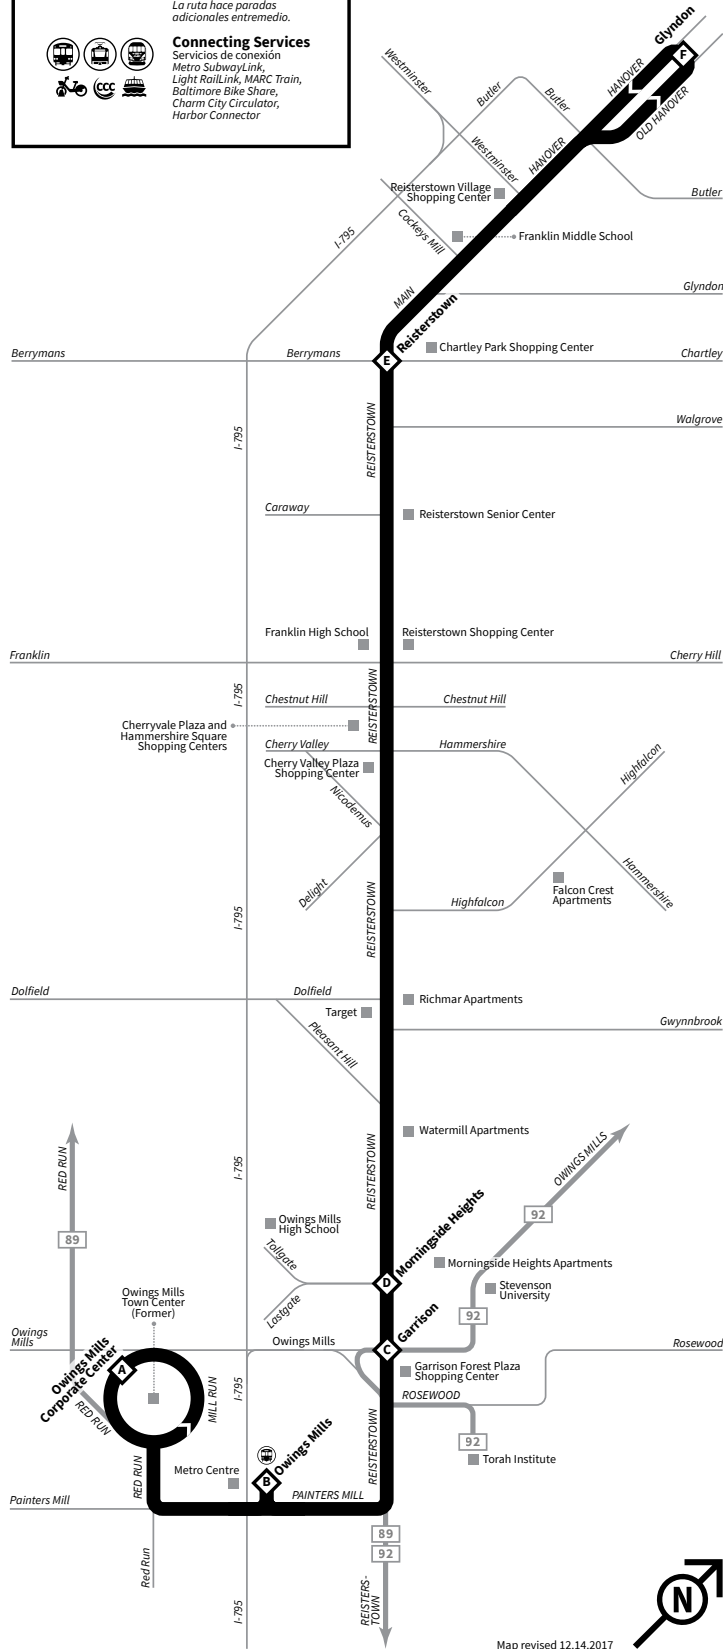 La ruta hace paradas
adicionales entremedio.
Connecting Services
Servicios de conexión
Metro SubwayLink,
Light RailLink, MARC Train,
Baltimore Bike Share,
Charm City Circulator,
Harbor Connector
CCC
Glyndon
F
HANOVER
OLD HANOVER
Westminster
Butler
Butler
Westminster
HANOVER
Butler
Reisterstown Village
Shopping Center
Cockeys Mill
Franklin Middle School
I-795
Glyndon
MAIN
Reisterstown
Chartley Park Shopping Center
Berrymans
Berrymans
E
Chartley
I-795
REISTERSTOWN
Walgrove
Caraway
Reisterstown Senior Center
Franklin High School
Reisterstown Shopping Center
Franklin
Cherry Hill
I-795
REISTERSTOWN
Chestnut Hill
Chestnut Hill
Cherryvale Plaza and
Hammershire Square
Shopping Centers
Cherry Valley
Hammershire
Cherry Valley Plaza
Shopping Center
Highfalcon
Nicodemus
Delight
Falcon Crest
Apartments
Hammershire
Highfalcon
I-795
REISTERSTOWN
Dolfield
Dolfield
Richmar Apartments
Target
Gwynnbrook
Pleasant Hill
Watermill Apartments
RED RUN
I-795
REISTERSTOWN
OWINGS MILLS
92
Owings Mills
High School
89
Tollgate
Morningside Heights
Morningside Heights Apartments
D
Stevenson
University
Lastgate
92
Owings Mills
Town Center
(Former)
Garrison
Owings
Mills
Owings Mills
C
Rosewood
Owings Mills
Corporate Center
A
Garrison Forest Plaza
Shopping Center
RED RUN
MILL RUN
I-795
ROSEWOOD
92
Torah Institute
RED RUN
Metro Centre
B
Owings Mills
REISTERSTOWN
Painters Mill
PAINTERS MILL
89
92
Red Run
I-795
REISTERS-
TOWN
N
Map revised 12.14.2017